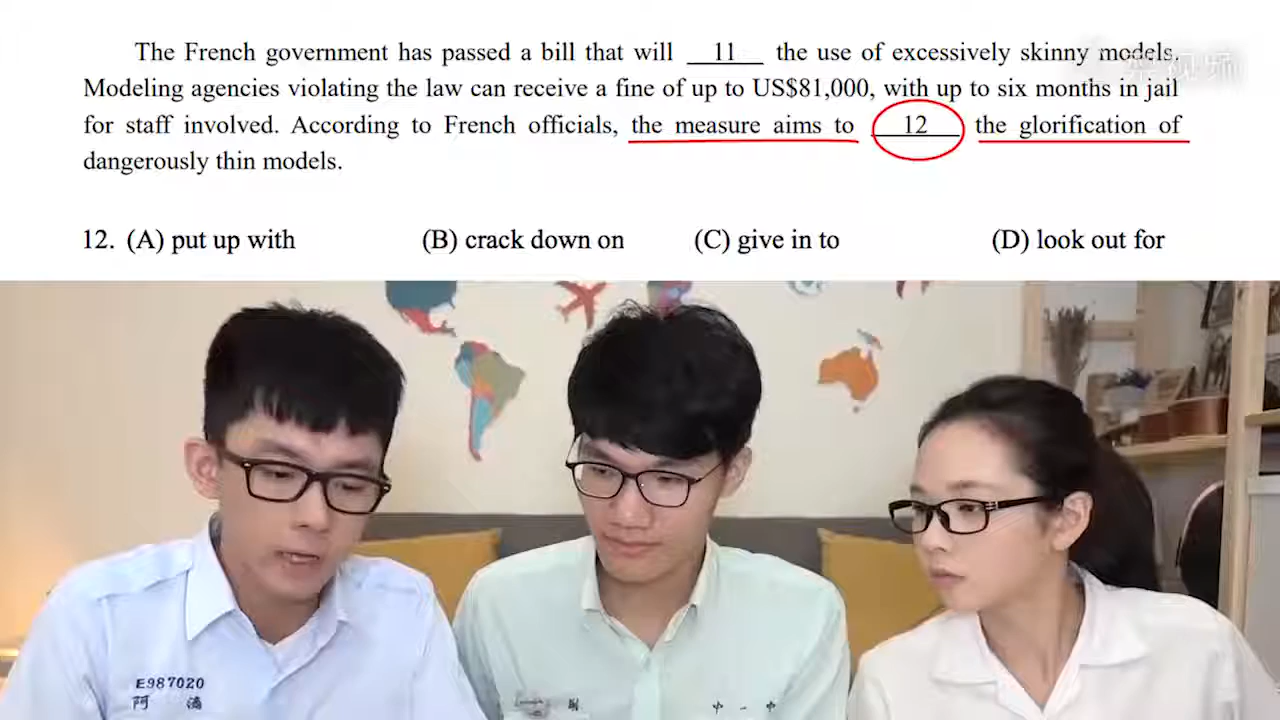 The French government has passed a bill that will 11 the use of excessively skinny models.
Modeling agencies violating the law can receive a fine of up to US$81,000, with up to six months in jail
for staff involved. According to French officials, the measure aims to 12 the glorification of
dangerously thin models.
12. (A) put up with (B) crack down on (C) give in to (D) look out for
E987020
阿
中 一 中